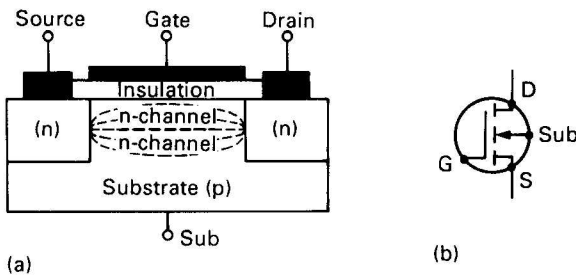 Source Gate Drain
Insulation
(n) n-channel (n)
n-channel
Substrate (p)
Sub
(a)
D
Sub
G
S
(b)